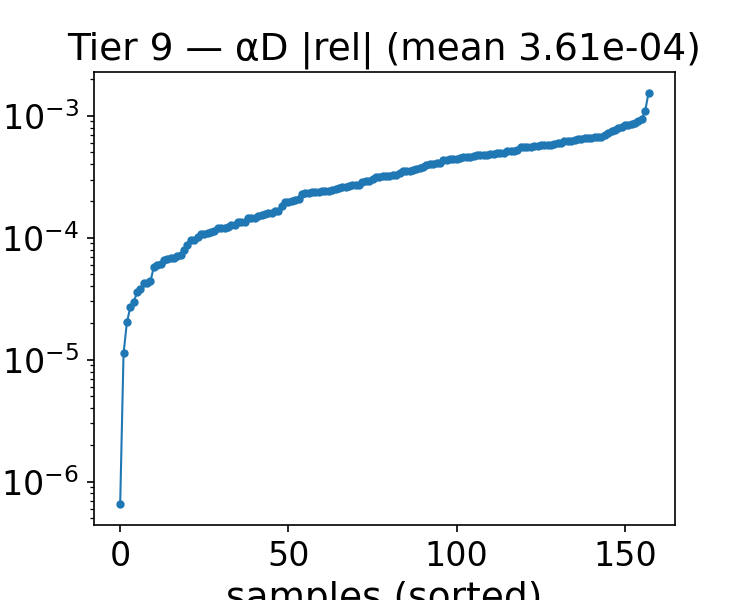 Tier 9 — αD |rel| (mean 3.61e-04)
10⁻³
10⁻⁴
10⁻⁵
10⁻⁶
0 50 100 150
samples (sorted)